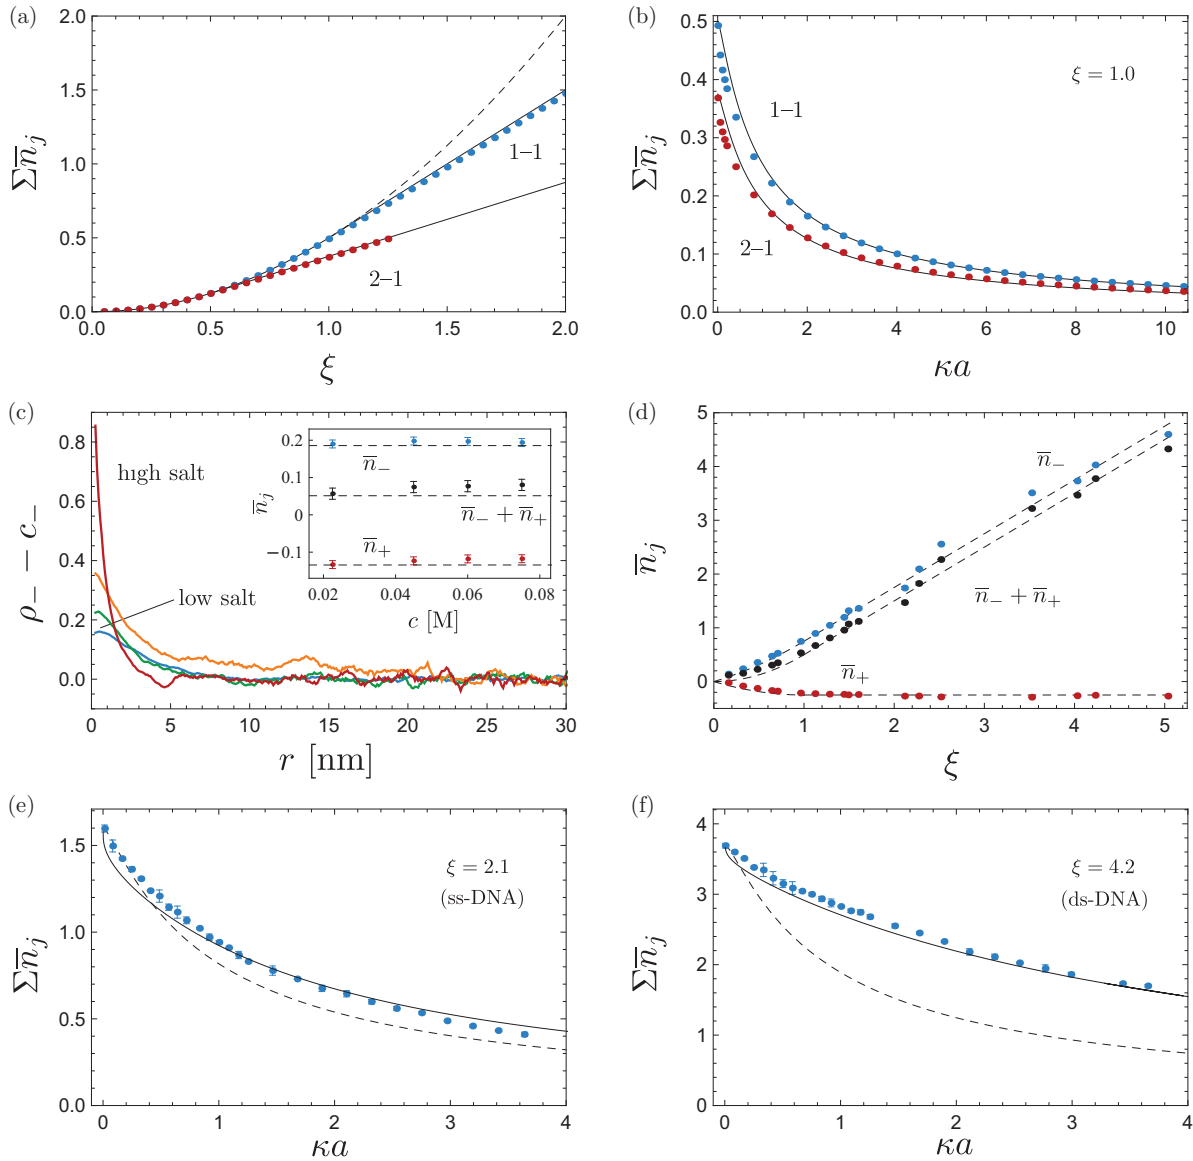 (a)
2.0
1.5
1.0
0.5
0.0
Σn̅ⱼ
1–1
2–1
0.0 0.5 1.0 1.5 2.0
ξ
(b)
0.5
0.4
0.3
0.2
0.1
0.0
Σn̅ⱼ
ξ = 1.0
1–1
2–1
0 2 4 6 8 10
κa
(c)
0.8
0.6
0.4
0.2
0.0
ρ₋ − c₋
hıgh salt
low salt
0 5 10 15 20 25 30
r [nm]
0.2
0.1
0
−0.1
n̅ⱼ
n̅₋
n̅₋ + n̅₊
n̅₊
0.02 0.04 0.06 0.08
c [M]
(d)
5
4
3
2
1
0
n̅ⱼ
n̅₋
n̅₋ + n̅₊
n̅₊
0 1 2 3 4 5
ξ
(e)
1.5
1.0
0.5
0.0
Σn̅ⱼ
ξ = 2.1
(ss-DNA)
0 1 2 3 4
κa
(f)
4
3
2
1
0
Σn̅ⱼ
ξ = 4.2
(ds-DNA)
0 1 2 3 4
κa